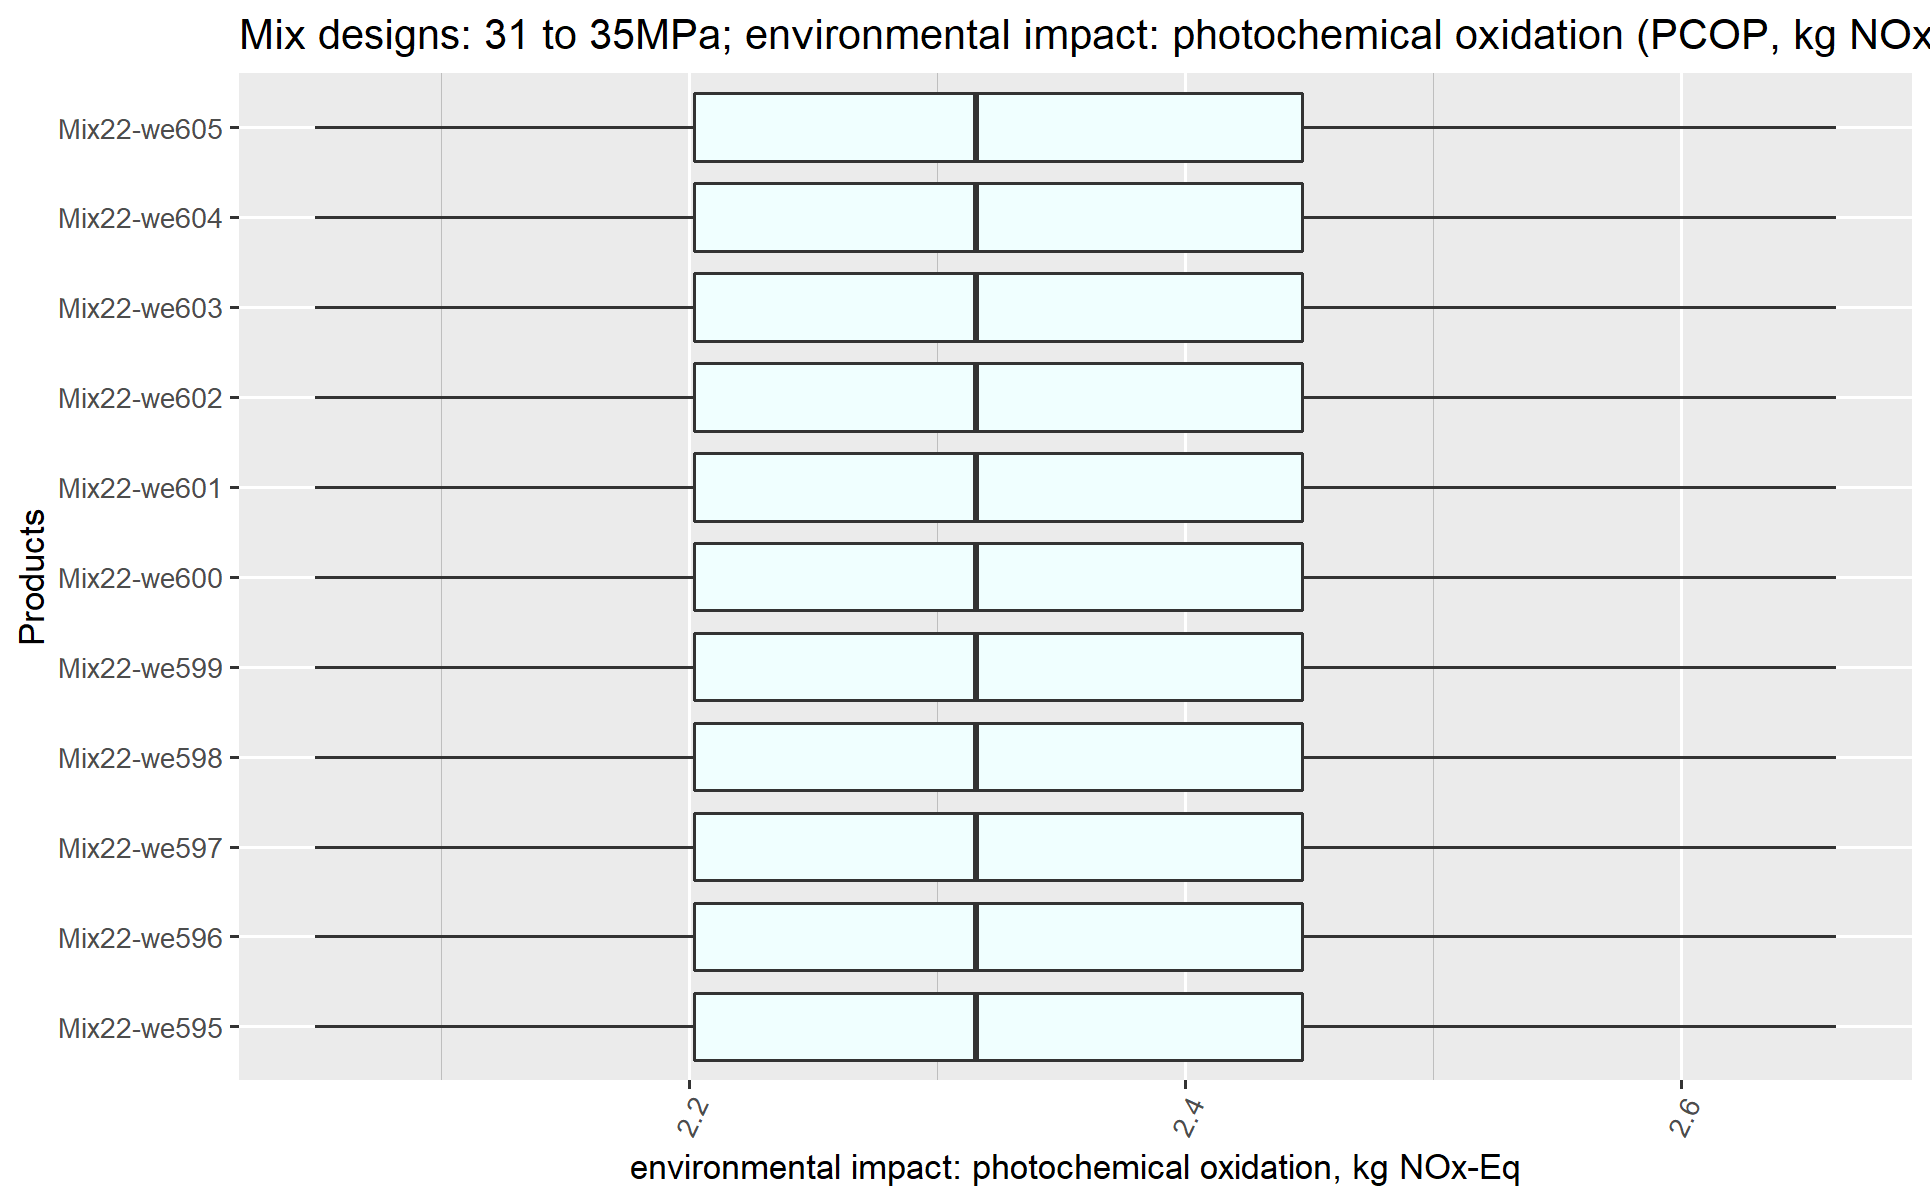 Mix designs: 31 to 35MPa; environmental impact: photochemical oxidation (PCOP, kg NOx
Products
Mix22-we605
Mix22-we604
Mix22-we603
Mix22-we602
Mix22-we601
Mix22-we600
Mix22-we599
Mix22-we598
Mix22-we597
Mix22-we596
Mix22-we595
2.2
2.4
2.6
environmental impact: photochemical oxidation, kg NOx-Eq